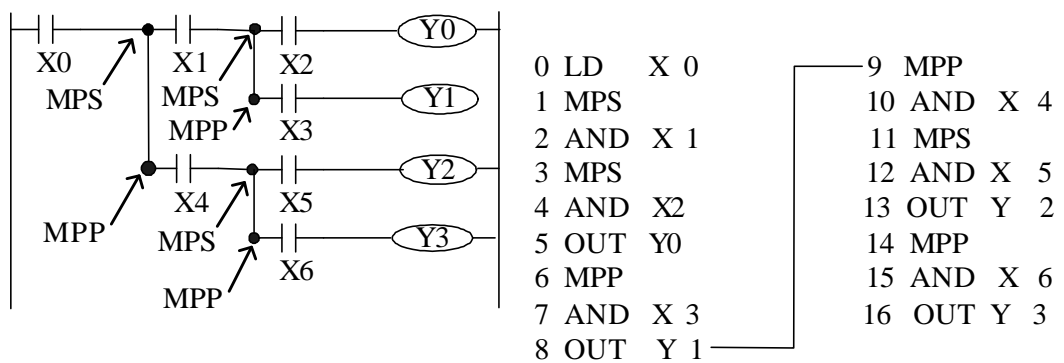 Y0
X0
X1
X2
MPS
MPS
Y1
MPP
X3
Y2
X4
X5
MPP
MPS
Y3
X6
MPP
0 LD X 0
1 MPS
2 AND X 1
3 MPS
4 AND X2
5 OUT Y0
6 MPP
7 AND X 3
8 OUT Y 1
9 MPP
10 AND X 4
11 MPS
12 AND X 5
13 OUT Y 2
14 MPP
15 AND X 6
16 OUT Y 3